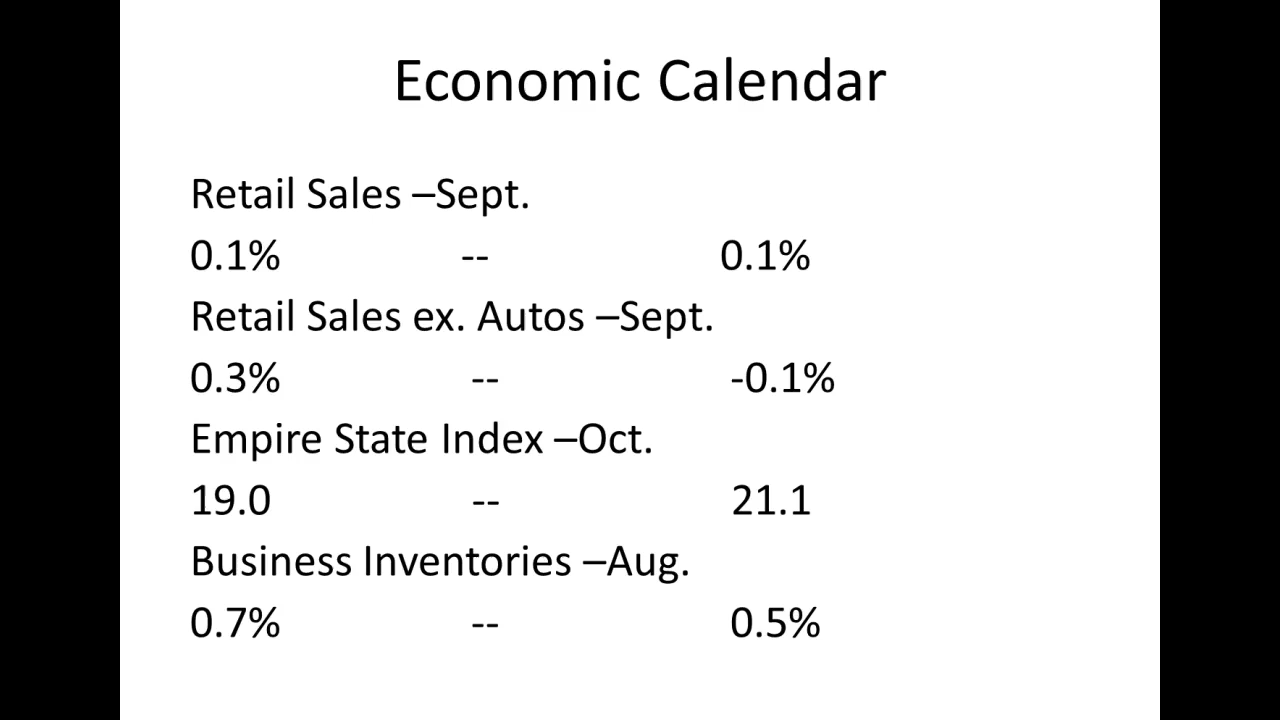 Economic Calendar
Retail Sales –Sept.
0.1% -- 0.1%
Retail Sales ex. Autos –Sept.
0.3% -- -0.1%
Empire State Index –Oct.
19.0 -- 21.1
Business Inventories –Aug.
0.7% -- 0.5%